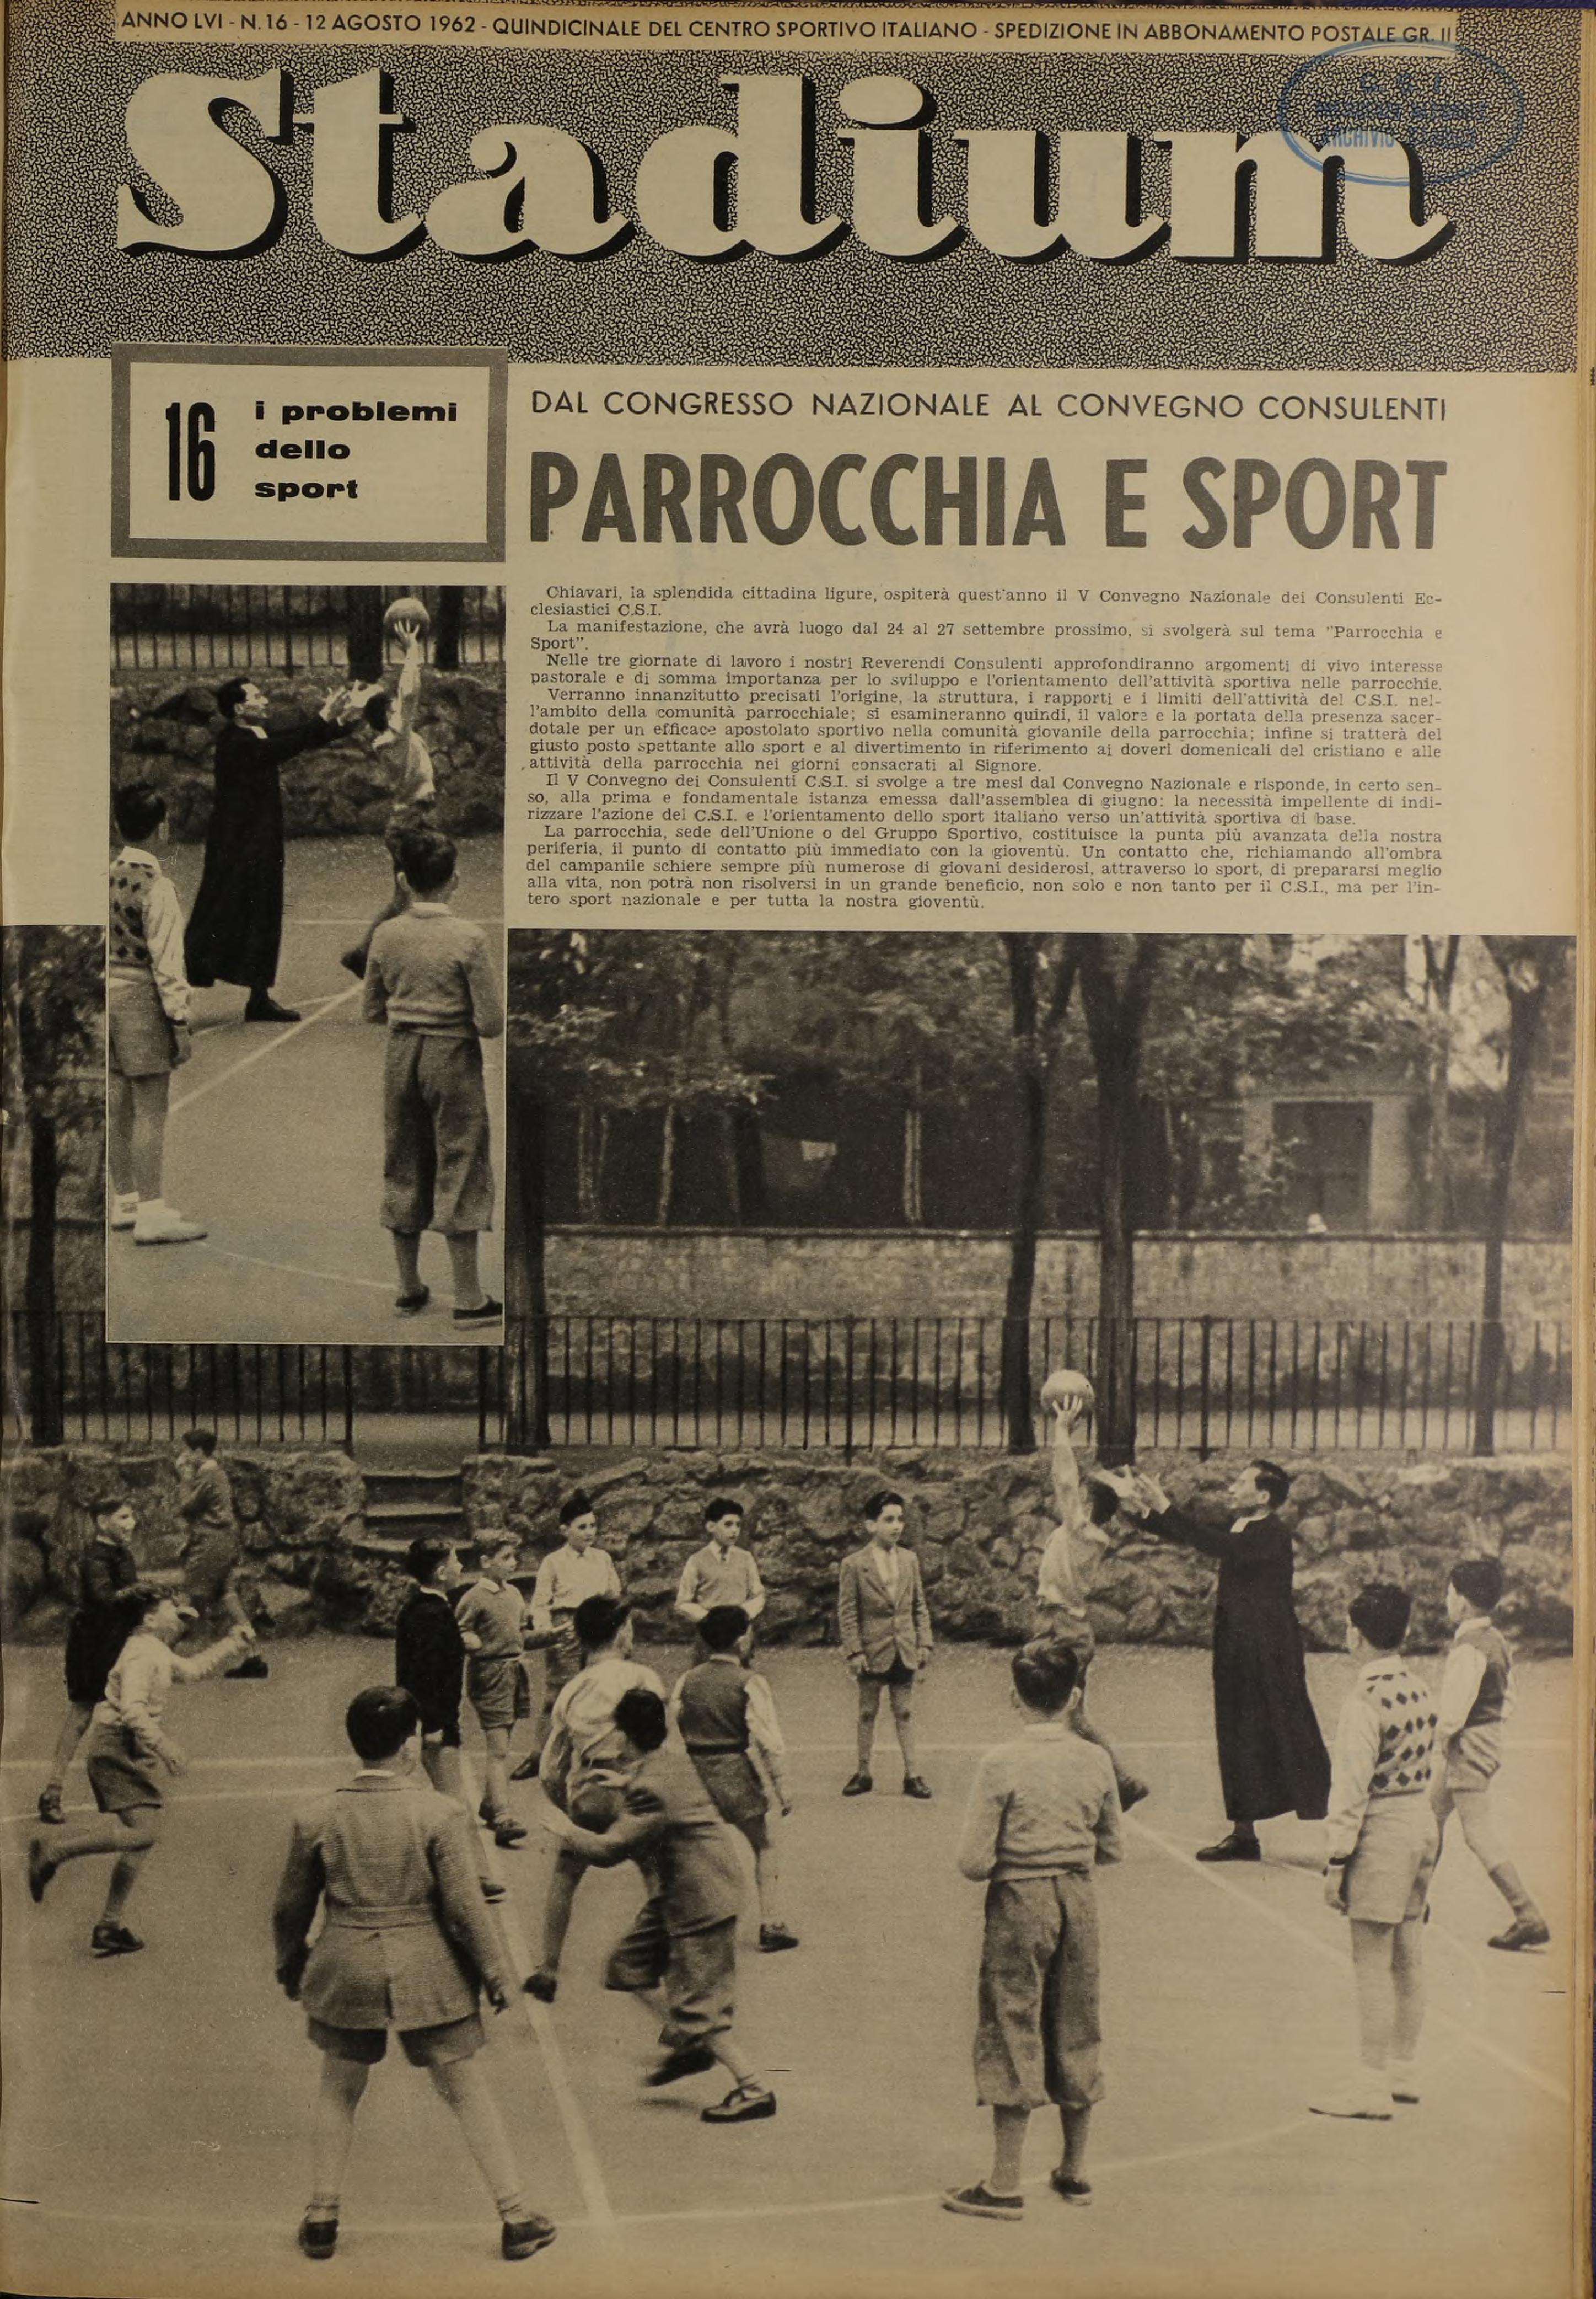 ANNO LVI - N. 16 - 12 AGOSTO 1962 - QUINDICINALE DEL CENTRO SPORTIVO ITALIANO - SPEDIZIONE IN ABBONAMENTO POSTALE GR. II
Stadium
C. S. I.
ARCHIVIO
16
i problemi
dello
sport
DAL CONGRESSO NAZIONALE AL CONVEGNO CONSULENTI
PARROCCHIA E SPORT
Chiavari, la splendida cittadina ligure, ospiterà quest'anno il V Convegno Nazionale dei Consulenti Ec-
clesiastici C.S.I.
La manifestazione, che avrà luogo dal 24 al 27 settembre prossimo, si svolgerà sul tema "Parrocchia e
Sport".
Nelle tre giornate di lavoro i nostri Reverendi Consulenti approfondiranno argomenti di vivo interesse
pastorale e di somma importanza per lo sviluppo e l'orientamento dell'attività sportiva nelle parrocchie.
Verranno innanzitutto precisati l'origine, la struttura, i rapporti e i limiti dell'attività del C.S.I. nel-
l'ambito della comunità parrocchiale; si esamineranno quindi, il valore e la portata della presenza sacer-
dotale per un efficace apostolato sportivo nella comunità giovanile della parrocchia; infine si tratterà del
giusto posto spettante allo sport e al divertimento in riferimento ai doveri domenicali del cristiano e alle
attività della parrocchia nei giorni consacrati al Signore.
Il V Convegno dei Consulenti C.S.I. si svolge a tre mesi dal Convegno Nazionale e risponde, in certo sen-
so, alla prima e fondamentale istanza emessa dall'assemblea di giugno: la necessità impellente di indi-
rizzare l'azione del C.S.I. e l'orientamento dello sport italiano verso un'attività sportiva di base.
La parrocchia, sede dell'Unione o del Gruppo Sportivo, costituisce la punta più avanzata della nostra
periferia, il punto di contatto più immediato con la gioventù. Un contatto che, richiamando all'ombra
del campanile schiere sempre più numerose di giovani desiderosi, attraverso lo sport, di prepararsi meglio
alla vita, non potrà non risolversi in un grande beneficio, non solo e non tanto per il C.S.I., ma per l'in-
tero sport nazionale e per tutta la nostra gioventù.